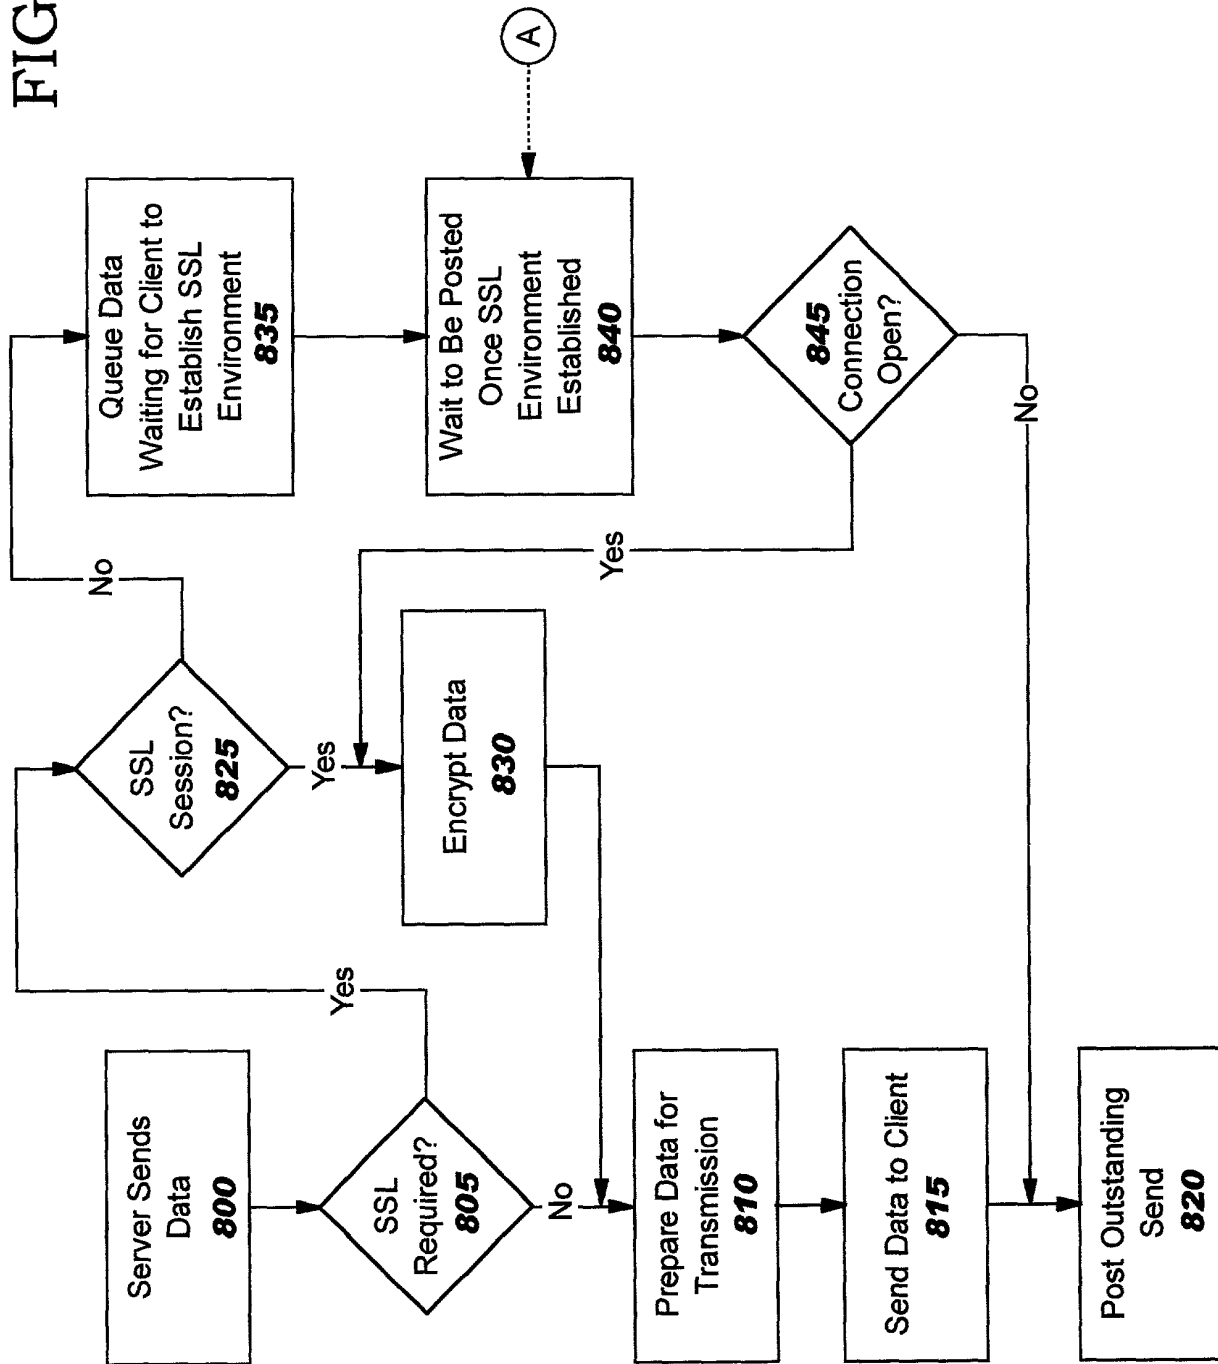 FIG
Server Sends
Data
800
SSL
Required?
805
Yes
No
Prepare Data for
Transmission
810
Send Data to Client
815
Post Outstanding
Send
820
SSL
Session?
825
No
Yes
Encrypt Data
830
Queue Data
Waiting for Client to
Establish SSL
Environment
835
Wait to Be Posted
Once SSL
Environment
Established
840
A
845
Connection
Open?
Yes
No